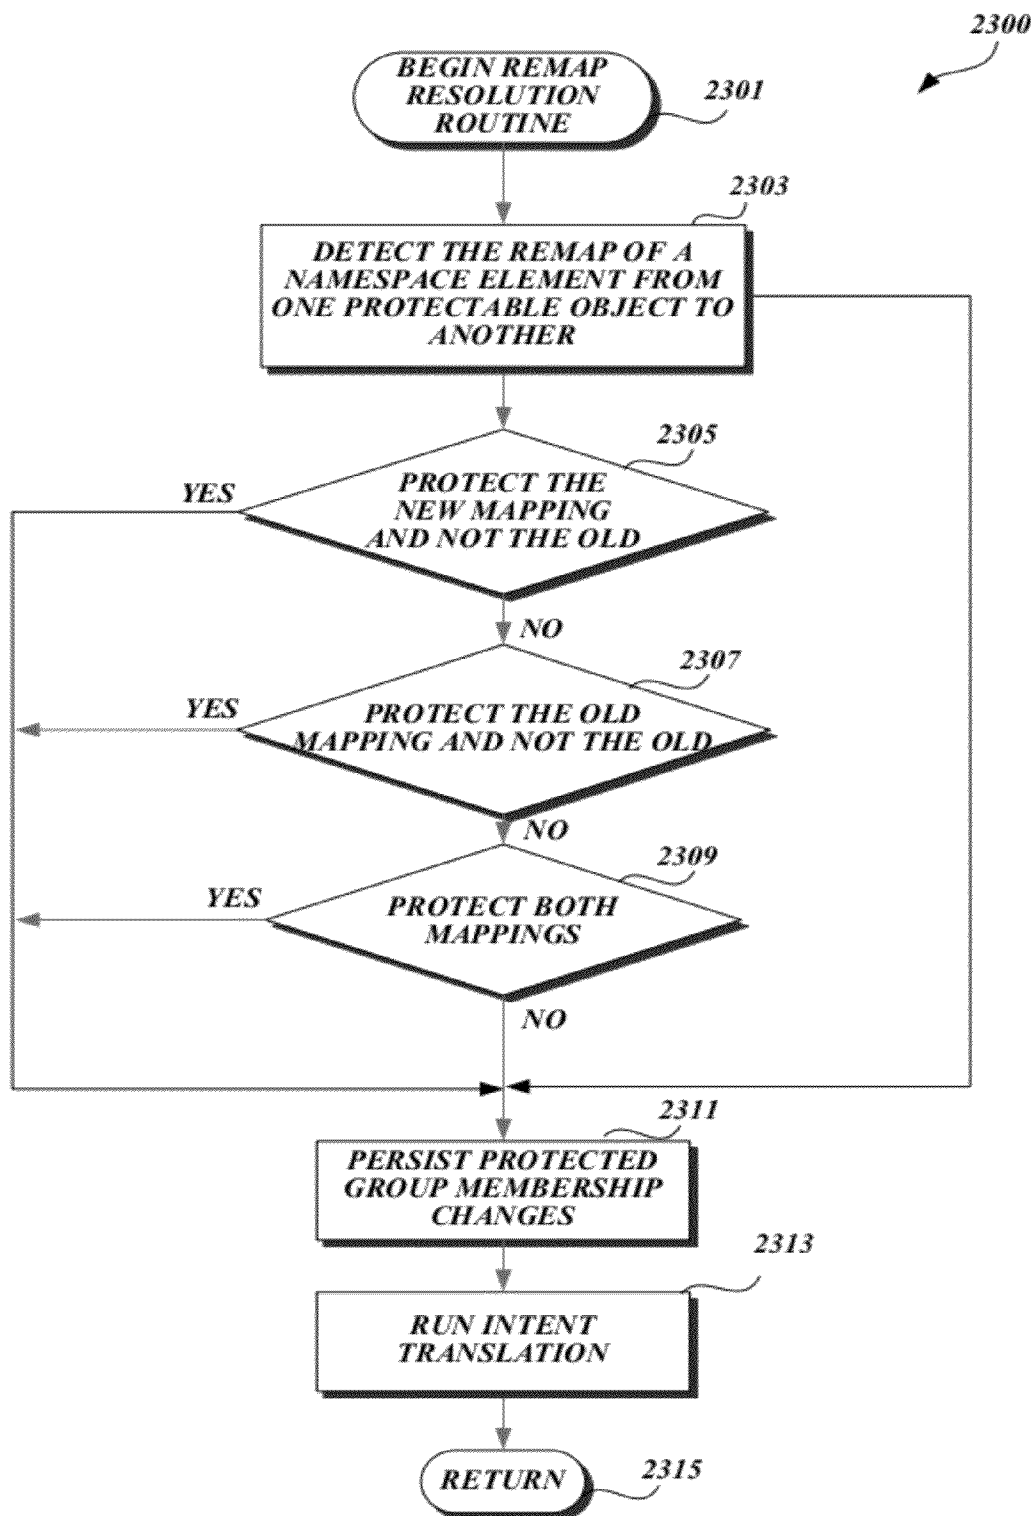 2300
BEGIN REMAP
RESOLUTION
ROUTINE
2301
2303
DETECT THE REMAP OF A
NAMESPACE ELEMENT FROM
ONE PROTECTABLE OBJECT TO
ANOTHER
2305
YES
PROTECT THE
NEW MAPPING
AND NOT THE OLD
NO
2307
YES
PROTECT THE OLD
MAPPING AND NOT THE OLD
NO
2309
YES
PROTECT BOTH
MAPPINGS
NO
2311
PERSIST PROTECTED
GROUP MEMBERSHIP
CHANGES
2313
RUN INTENT
TRANSLATION
RETURN
2315